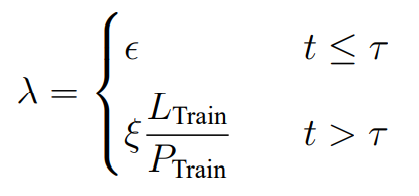 λ = { ϵ t ≤ τ
ξ L_Train / P_Train t > τ